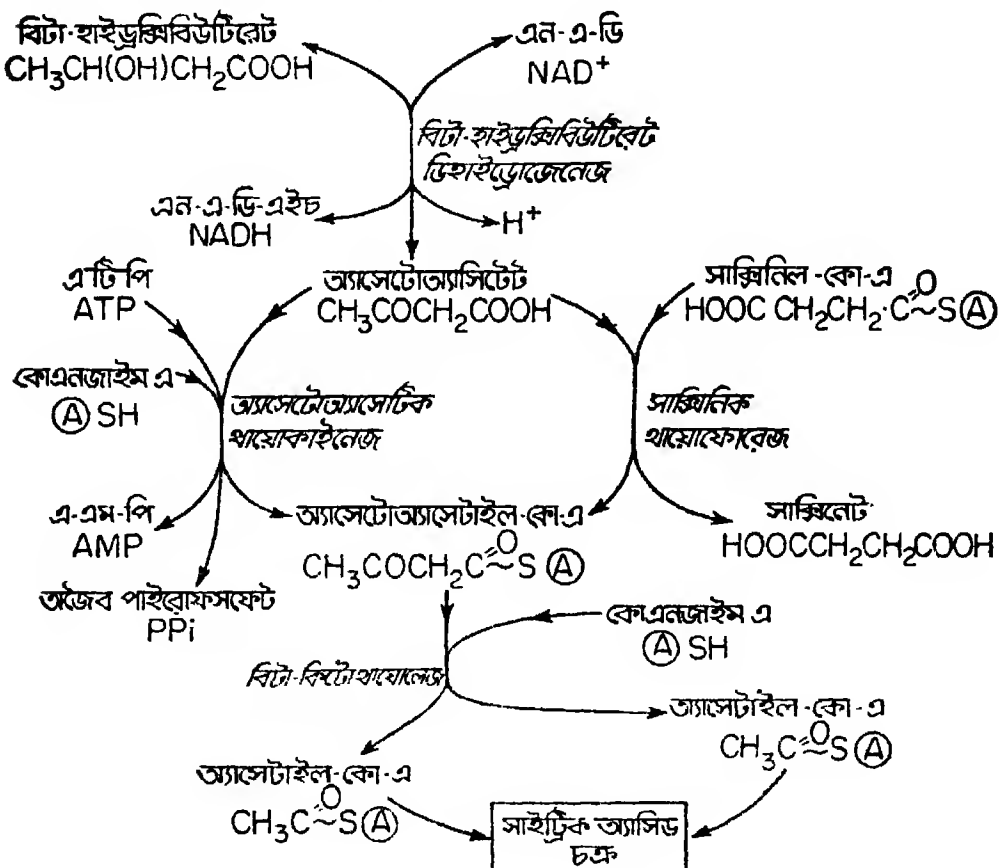 বিটা-হাইড্রক্সিবিউটিরেট
CH₃CH(OH)CH₂COOH
এন-এ-ডি
NAD⁺
বিটা-হাইড্রক্সিবিউটিরেট
ডিহাইড্রোজেনেজ
এন-এ-ডি-এইচ
NADH
H⁺
এ-টি-পি
ATP
অ্যাসেটোঅ্যাসিটেট
CH₃COCH₂COOH
সাক্সিনিল-কো-এ
HOOC CH₂CH₂·C~S Ⓐ
O
কোএনজাইম এ
Ⓐ SH
অ্যাসেটোঅ্যাসেটিক
থায়োকাইনেজ
সাক্সিনিক
থায়োফোরেজ
এ-এম-পি
AMP
অ্যাসেটোঅ্যাসেটাইল-কো-এ
CH₃COCH₂C~S Ⓐ
O
সাক্সিনেট
HOOCCH₂CH₂COOH
অজৈব পাইরোফসফেট
PPi
কোএনজাইম এ
Ⓐ SH
বিটা-কিটোথায়োলেজ
অ্যাসেটাইল-কো-এ
CH₃C~S Ⓐ
O
অ্যাসেটাইল-কো-এ
CH₃C~S Ⓐ
O
সাইট্রিক অ্যাসিড
চক্র